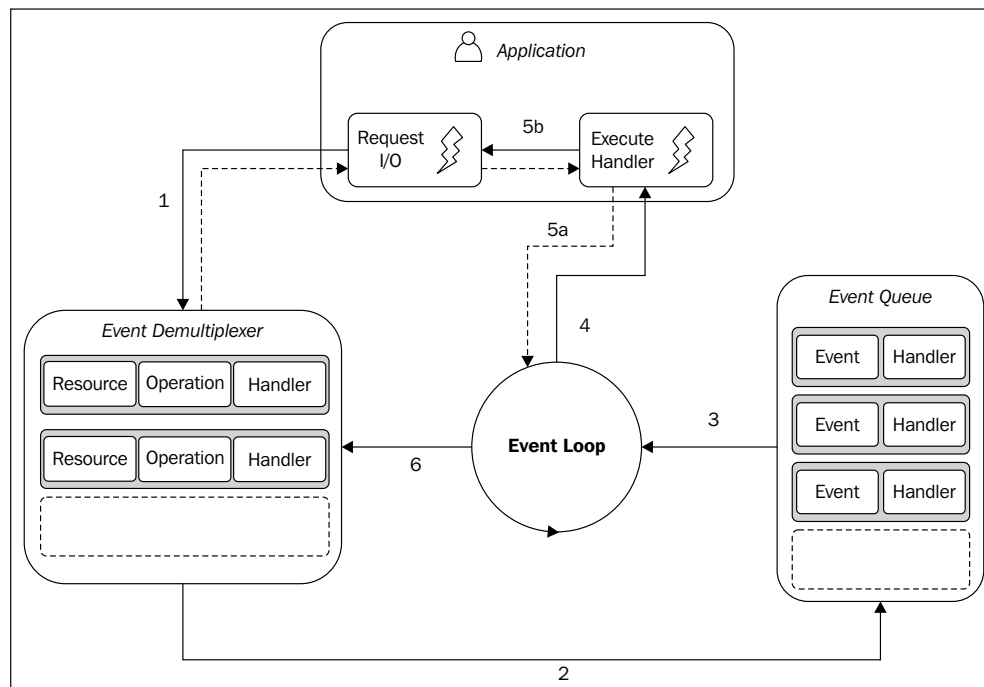 Application
Request I/O
5b
Execute Handler
1
5a
4
Event Demultiplexer
Resource Operation Handler
Resource Operation Handler
Event Queue
Event Handler
Event Handler
Event Handler
3
Event Loop
6
2